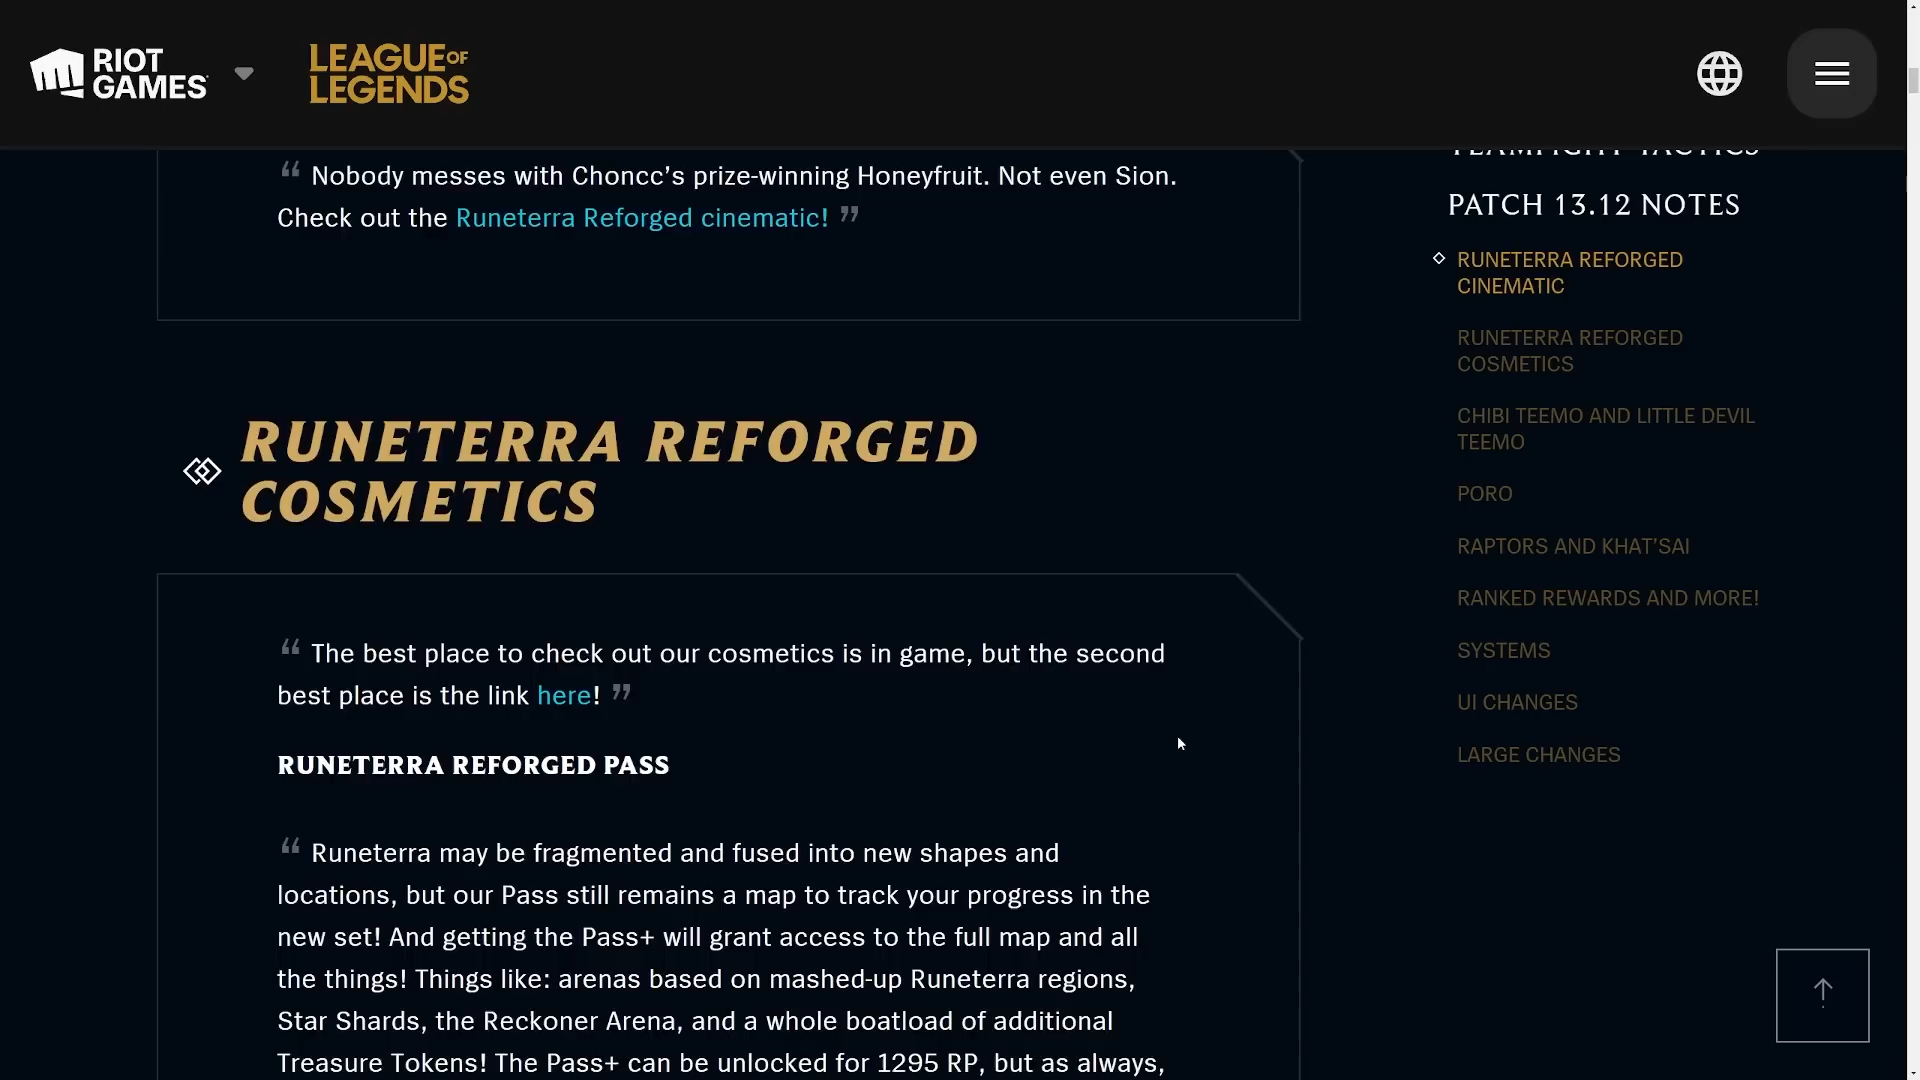 RIOT GAMES
LEAGUE OF LEGENDS
“ Nobody messes with Choncc’s prize-winning Honeyfruit. Not even Sion.
Check out the Runeterra Reforged cinematic! ”
RUNETERRA REFORGED
COSMETICS
“ The best place to check out our cosmetics is in game, but the second
best place is the link here! ”
RUNETERRA REFORGED PASS
“ Runeterra may be fragmented and fused into new shapes and
locations, but our Pass still remains a map to track your progress in the
new set! And getting the Pass+ will grant access to the full map and all
the things! Things like: arenas based on mashed-up Runeterra regions,
Star Shards, the Reckoner Arena, and a whole boatload of additional
Treasure Tokens! The Pass+ can be unlocked for 1295 RP, but as always,
TEAMFIGHT TACTICS
PATCH 13.12 NOTES
RUNETERRA REFORGED
CINEMATIC
RUNETERRA REFORGED
COSMETICS
CHIBI TEEMO AND LITTLE DEVIL
TEEMO
PORO
RAPTORS AND KHAT’SAI
RANKED REWARDS AND MORE!
SYSTEMS
UI CHANGES
LARGE CHANGES